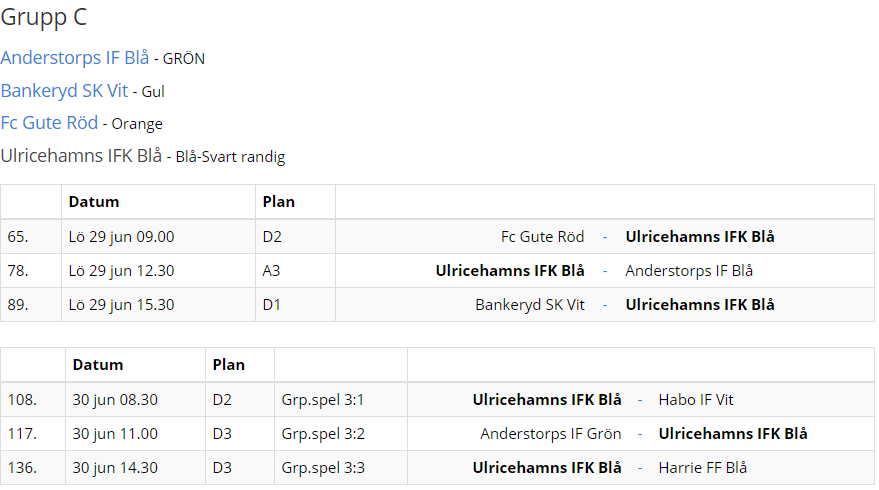 Grupp C
Anderstorps IF Blå - GRÖN
Bankeryd SK Vit - Gul
Fc Gute Röd - Orange
Ulricehamns IFK Blå - Blå-Svart randig
Datum Plan
65. Lö 29 jun 09.00 D2 Fc Gute Röd - Ulricehamns IFK Blå
78. Lö 29 jun 12.30 A3 Ulricehamns IFK Blå - Anderstorps IF Blå
89. Lö 29 jun 15.30 D1 Bankeryd SK Vit - Ulricehamns IFK Blå
Datum Plan
108. 30 jun 08.30 D2 Grp.spel 3:1 Ulricehamns IFK Blå - Habo IF Vit
117. 30 jun 11.00 D3 Grp.spel 3:2 Anderstorps IF Grön - Ulricehamns IFK Blå
136. 30 jun 14.30 D3 Grp.spel 3:3 Ulricehamns IFK Blå - Harrie FF Blå